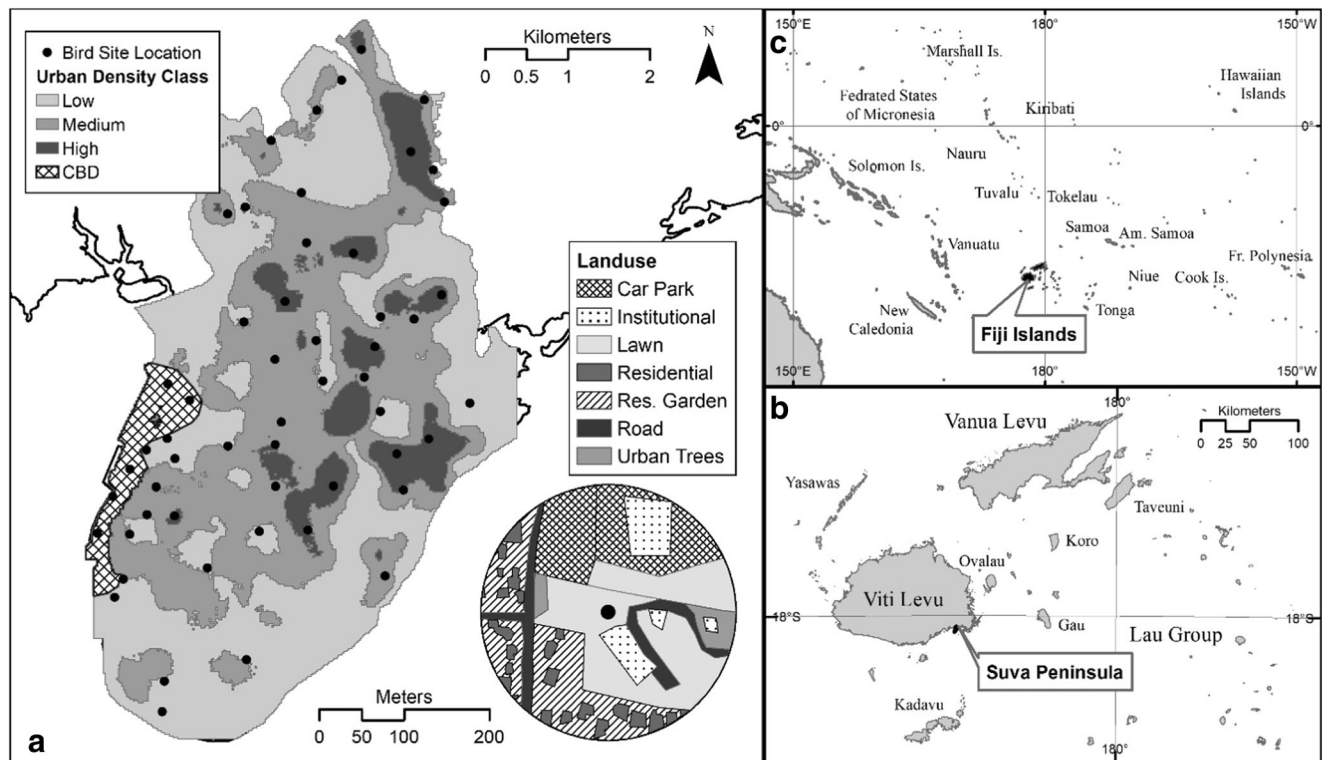 Bird Site Location
Urban Density Class
Low
Medium
High
CBD
Kilometers
0 0.5 1 2
N
Landuse
Car Park
Institutional
Lawn
Residential
Res. Garden
Road
Urban Trees
Meters
0 50 100 200
a
c
150°E
180°
150°W
Marshall Is.
Hawaiian
Islands
Fedrated States
of Micronesia
Kiribati
0°
0°
Nauru
Solomon Is.
Tuvalu
Tokelau
Samoa
Am. Samoa
Vanuatu
Fr. Polynesia
Niue
Cook Is.
New
Caledonia
Tonga
Fiji Islands
150°E
180°
150°W
b
180°
Kilometers
0 25 50 100
Vanua Levu
Yasawas
Taveuni
Koro
Ovalau
Viti Levu
18°S
18°S
Gau
Lau Group
Suva Peninsula
Kadavu
180°